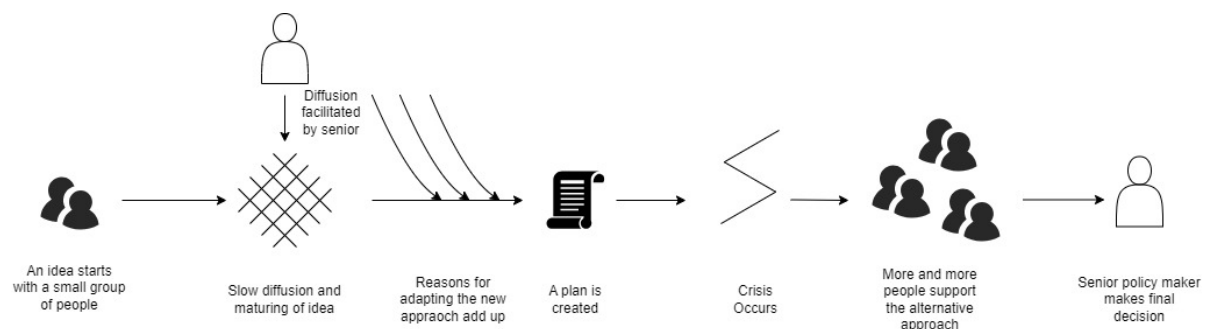 Diffusion
facilitated
by senior
An idea starts
with a small group
of people
Slow diffusion and
maturing of idea
Reasons for
adapting the new
appraoch add up
A plan is
created
Crisis
Occurs
More and more
people support
the alternative
approach
Senior policy maker
makes final
decision